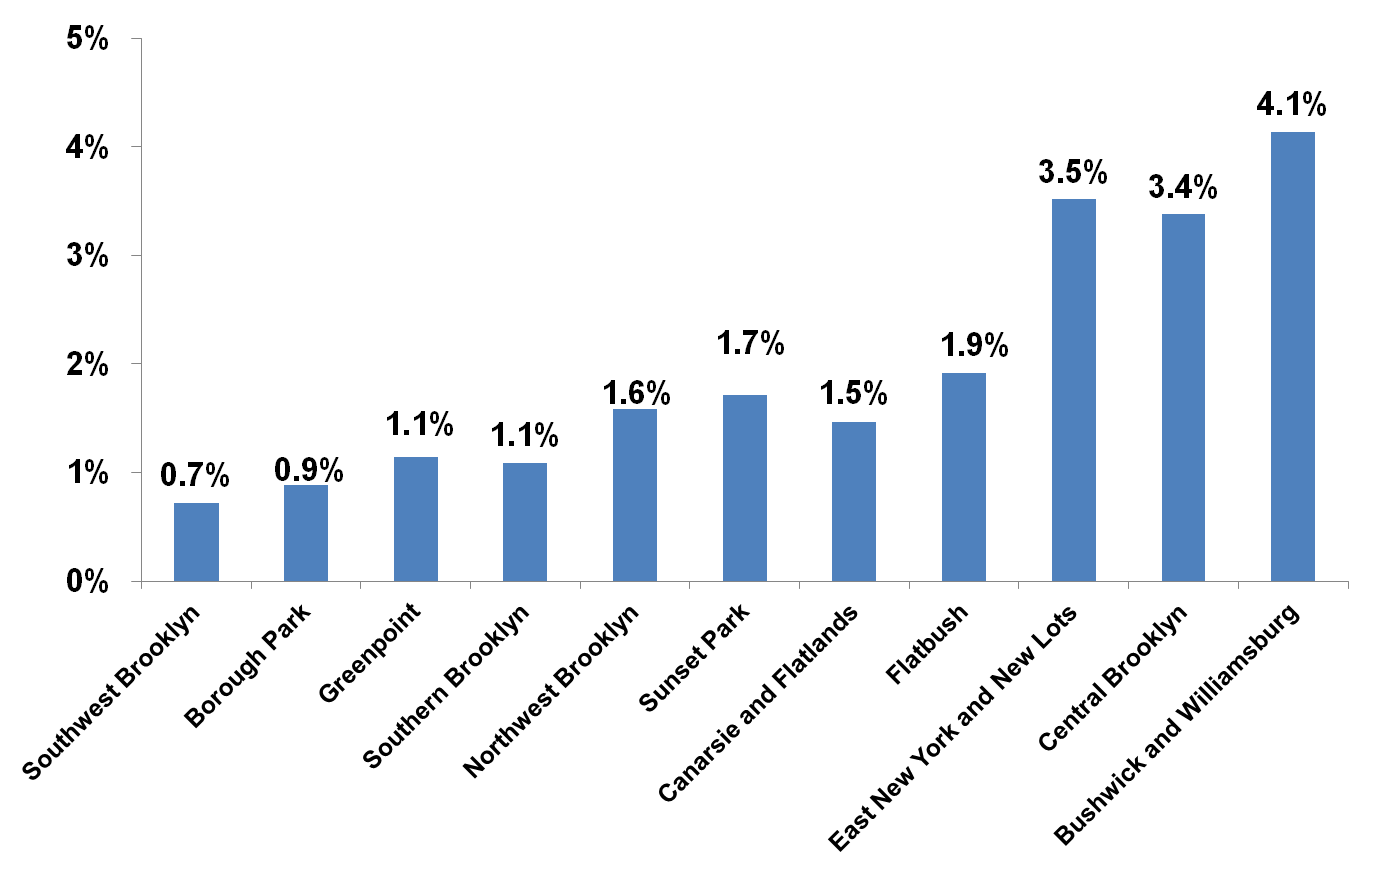 5%
4%
3%
2%
1%
0%
0.7%
0.9%
1.1%
1.1%
1.6%
1.7%
1.5%
1.9%
3.5%
3.4%
4.1%
Southwest Brooklyn
Borough Park
Greenpoint
Southern Brooklyn
Northwest Brooklyn
Sunset Park
Canarsie and Flatlands
Flatbush
East New York and New Lots
Central Brooklyn
Bushwick and Williamsburg